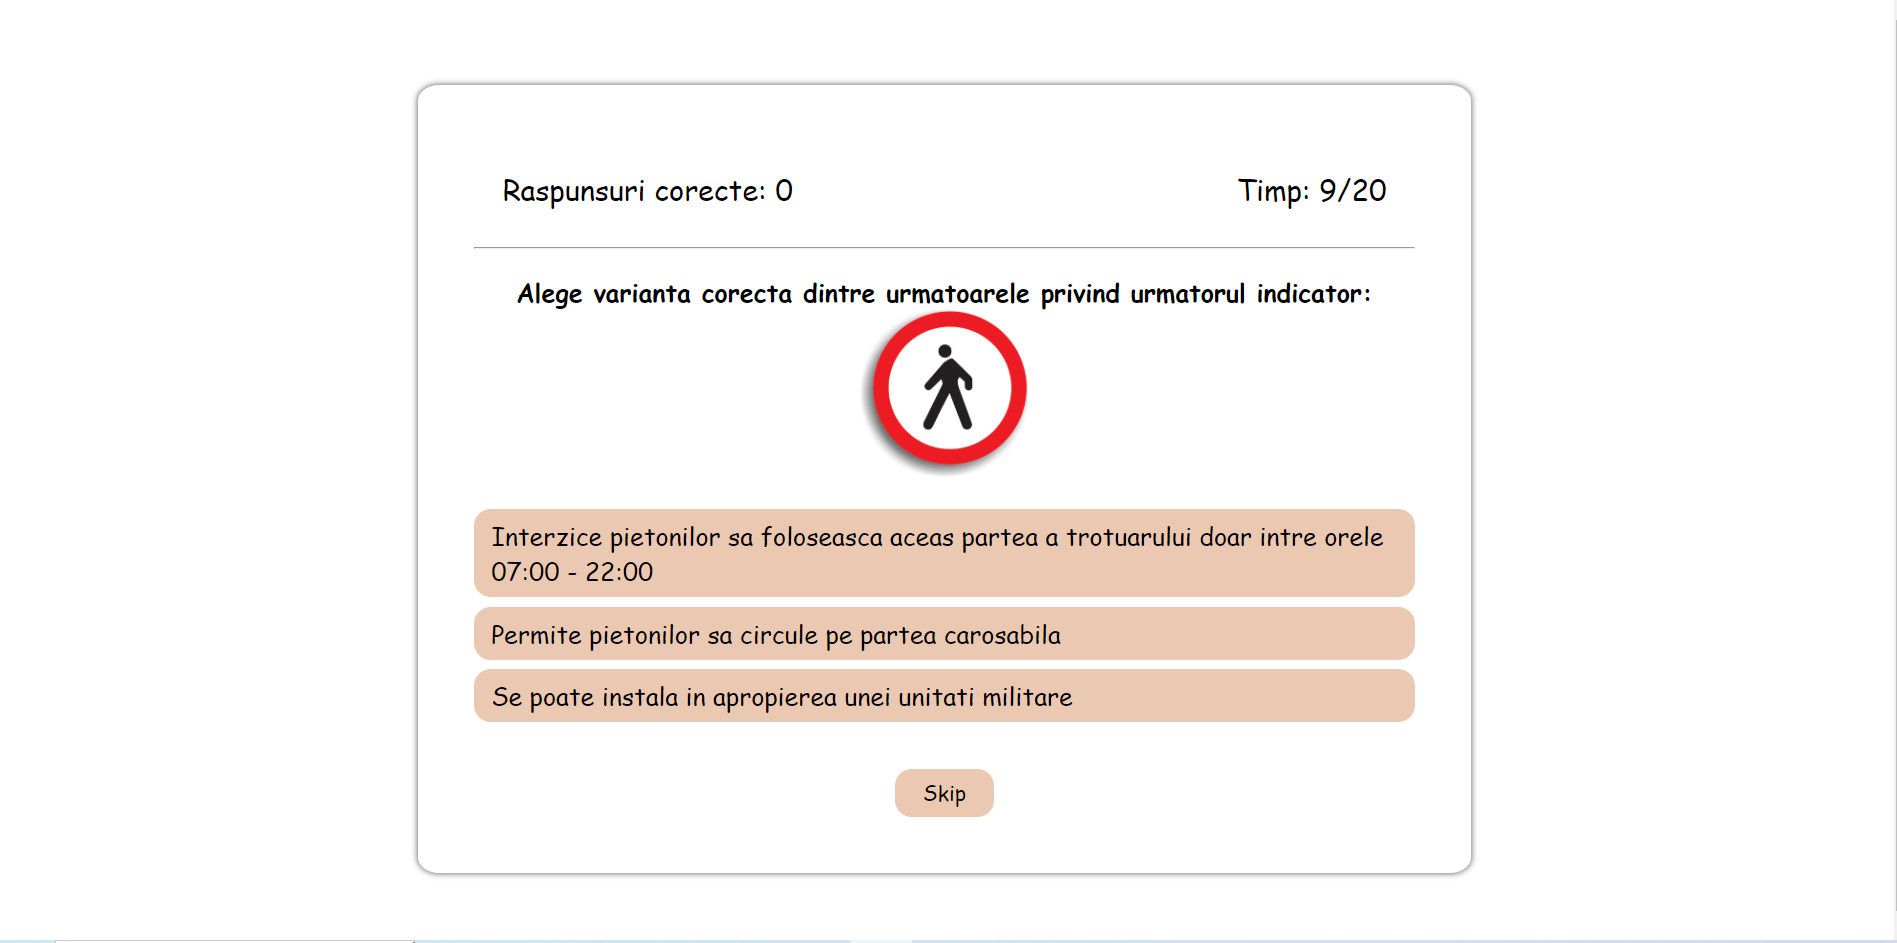 Raspunsuri corecte: 0
Timp: 9/20
Alege varianta corecta dintre urmatoarele privind urmatorul indicator:
Interzice pietonilor sa foloseasca aceas partea a trotuarului doar intre orele
07:00 - 22:00
Permite pietonilor sa circule pe partea carosabila
Se poate instala in apropierea unei unitati militare
Skip